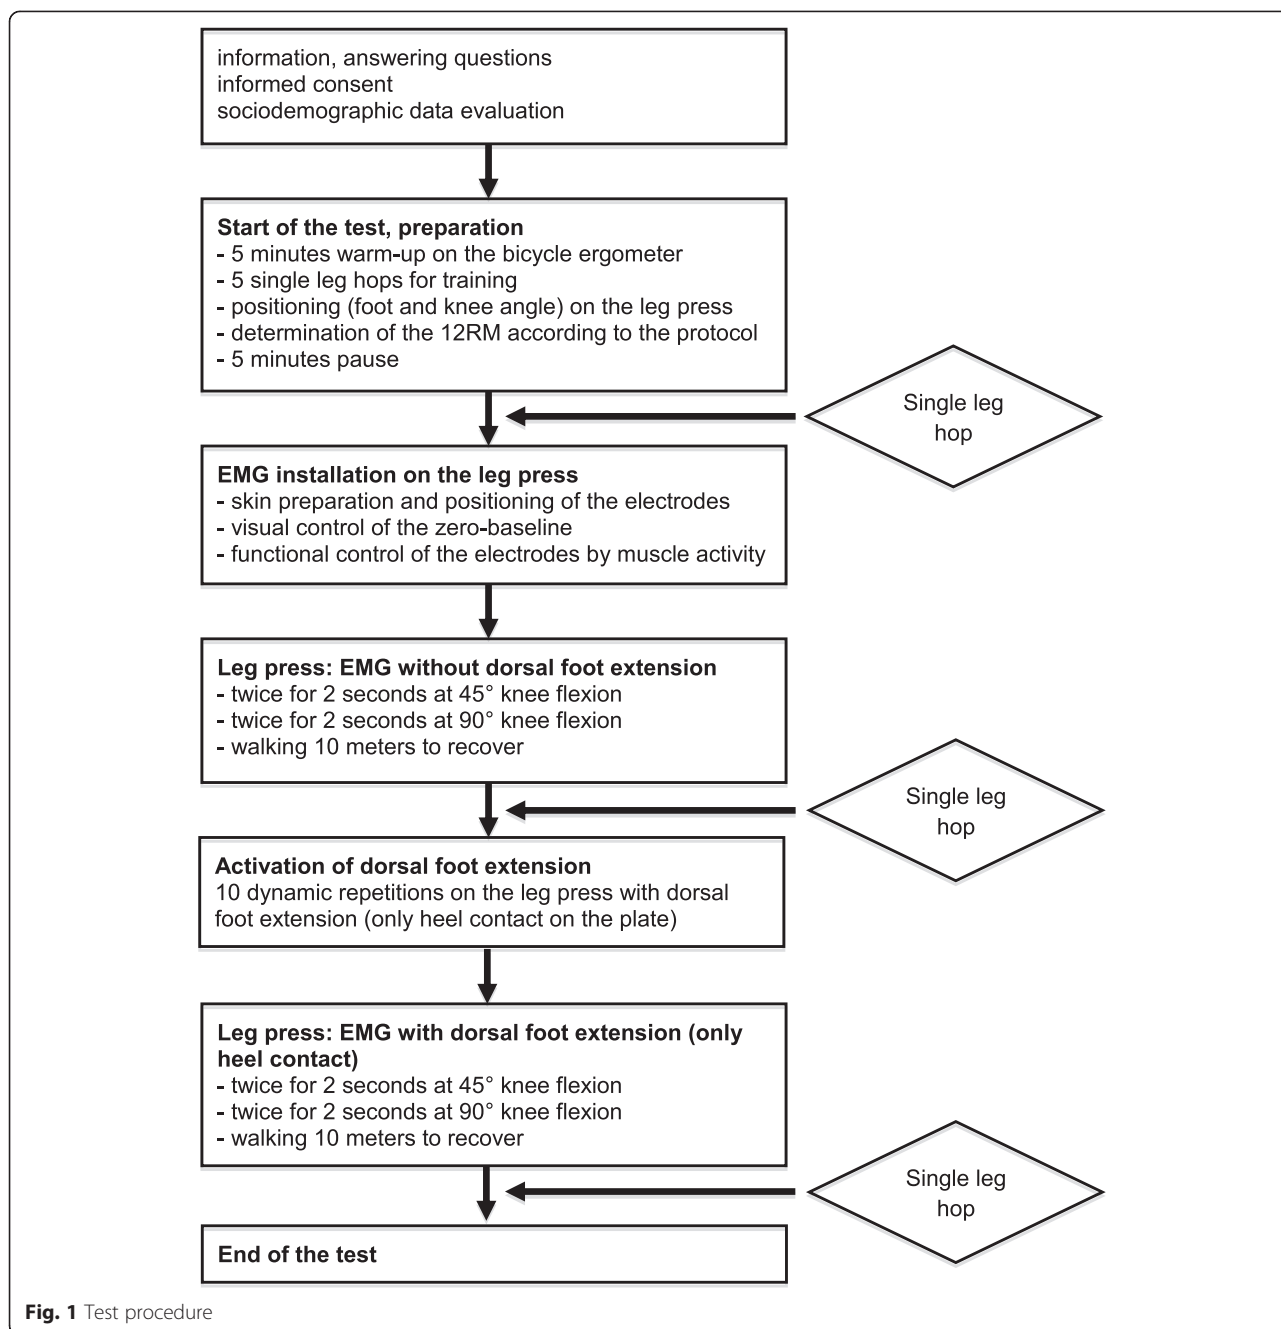 information, answering questions
informed consent
sociodemographic data evaluation
Start of the test, preparation
- 5 minutes warm-up on the bicycle ergometer
- 5 single leg hops for training
- positioning (foot and knee angle) on the leg press
- determination of the 12RM according to the protocol
- 5 minutes pause
Single leg
hop
EMG installation on the leg press
- skin preparation and positioning of the electrodes
- visual control of the zero-baseline
- functional control of the electrodes by muscle activity
Leg press: EMG without dorsal foot extension
- twice for 2 seconds at 45° knee flexion
- twice for 2 seconds at 90° knee flexion
- walking 10 meters to recover
Single leg
hop
Activation of dorsal foot extension
10 dynamic repetitions on the leg press with dorsal
foot extension (only heel contact on the plate)
Leg press: EMG with dorsal foot extension (only
heel contact)
- twice for 2 seconds at 45° knee flexion
- twice for 2 seconds at 90° knee flexion
- walking 10 meters to recover
Single leg
hop
End of the test
Fig. 1 Test procedure